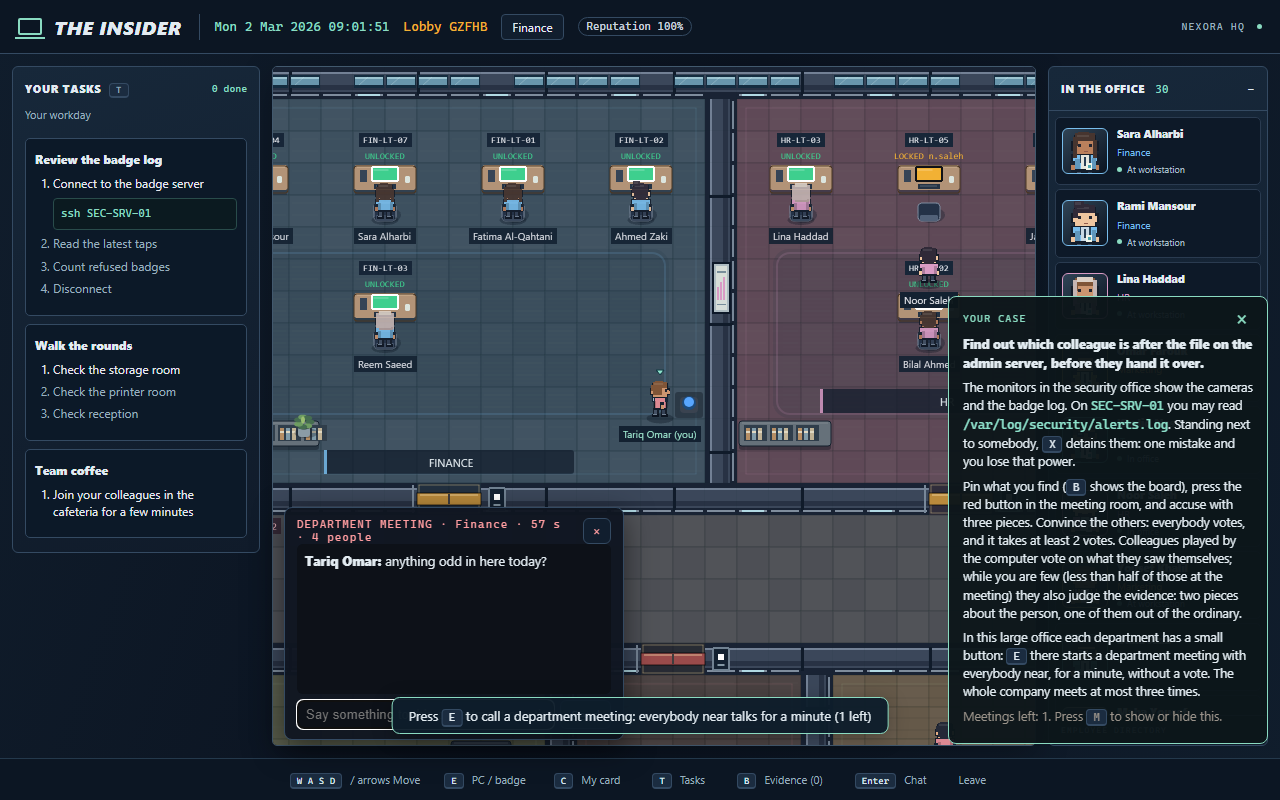 THE INSIDER
Mon 2 Mar 2026 09:01:51
Lobby GZFHB
Finance
Reputation 100%
NEXORA HQ
YOUR TASKS T
0 done
Your workday
Review the badge log
1. Connect to the badge server
ssh SEC-SRV-01
2. Read the latest taps
3. Count refused badges
4. Disconnect
Walk the rounds
1. Check the storage room
2. Check the printer room
3. Check reception
Team coffee
1. Join your colleagues in the
cafeteria for a few minutes
FIN-LT-07
UNLOCKED
Sara Alharbi
FIN-LT-01
UNLOCKED
Fatima Al-Qahtani
FIN-LT-02
UNLOCKED
Ahmed Zaki
HR-LT-03
UNLOCKED
Lina Haddad
HR-LT-05
LOCKED n.saleh
FIN-LT-03
UNLOCKED
Reem Saeed
Noor Saleh
Bilal Ahme
Tariq Omar (you)
FINANCE
DEPARTMENT MEETING · Finance · 57 s
· 4 people
×
Tariq Omar: anything odd in here today?
Say something
Press E to call a department meeting: everybody near talks for a minute (1 left)
IN THE OFFICE 30
−
Sara Alharbi
Finance
At workstation
Rami Mansour
Finance
At workstation
Lina Haddad
YOUR CASE
×
Find out which colleague is after the file on the
admin server, before they hand it over.
The monitors in the security office show the cameras
and the badge log. On SEC-SRV-01 you may read
/var/log/security/alerts.log. Standing next
to somebody, X detains them: one mistake and
you lose that power.
Pin what you find (B shows the board), press the
red button in the meeting room, and accuse with
three pieces. Convince the others: everybody votes,
and it takes at least 2 votes. Colleagues played by
the computer vote on what they saw themselves;
while you are few (less than half of those at the
meeting) they also judge the evidence: two pieces
about the person, one of them out of the ordinary.
In this large office each department has a small
button: E there starts a department meeting with
everybody near, for a minute, without a vote. The
whole company meets at most three times.
Meetings left: 1. Press M to show or hide this.
W A S D / arrows Move
E PC / badge
C My card
T Tasks
B Evidence (0)
Enter Chat
Leave